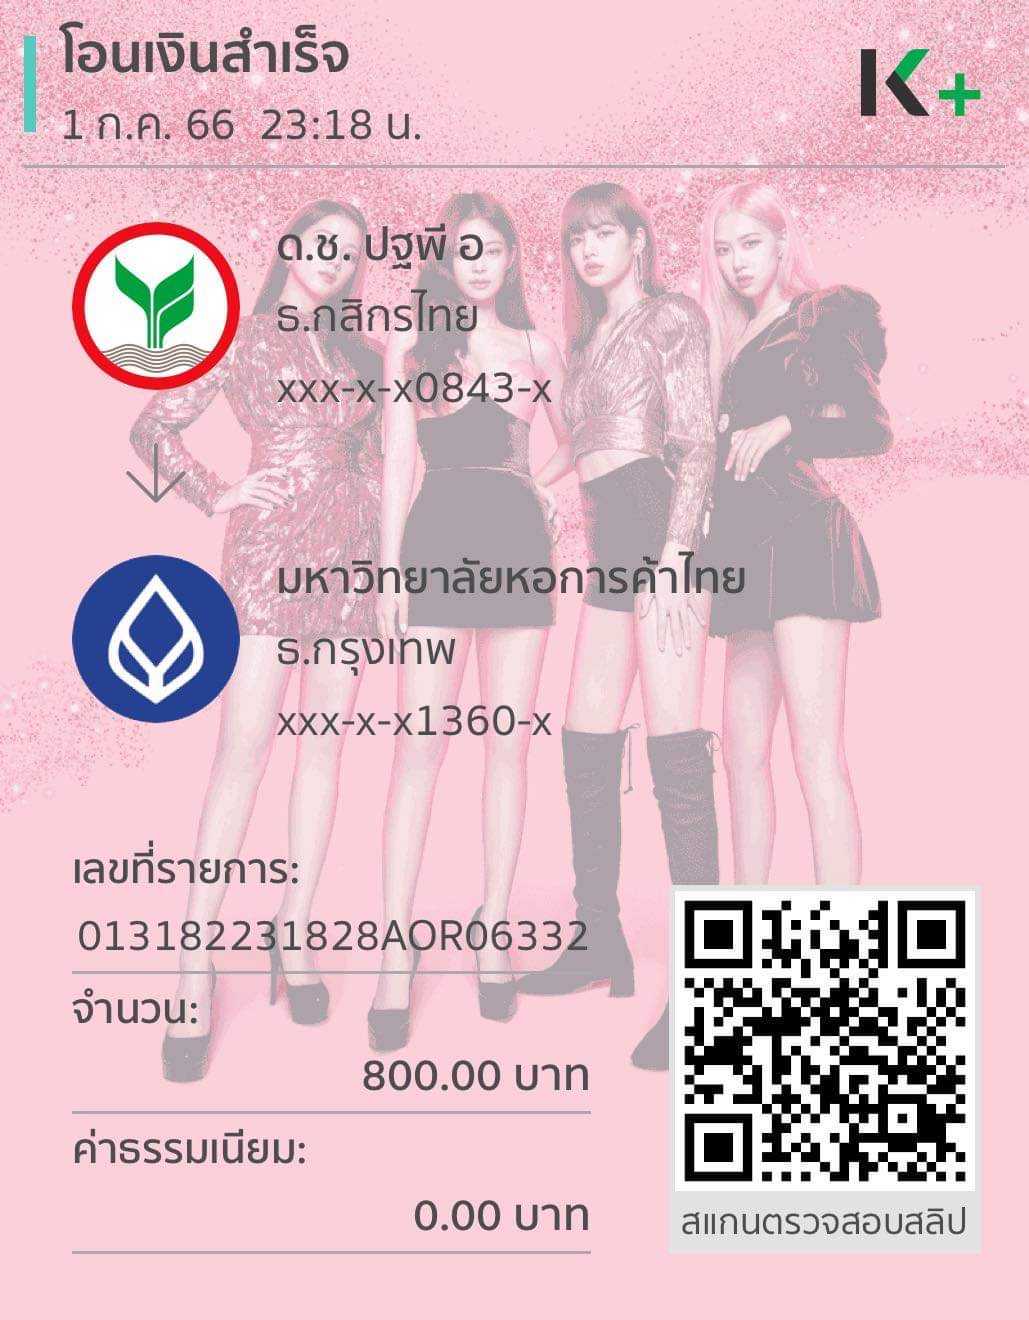 โอนเงินสำเร็จ
1 ก.ค. 66 23:18 น.
K+
ด.ช. ปฐพี อ
ธ.กสิกรไทย
xxx-x-x0843-x
มหาวิทยาลัยหอการค้าไทย
ธ.กรุงเทพ
xxx-x-x1360-x
เลขที่รายการ:
013182231828AOR06332
จำนวน:
800.00 บาท
ค่าธรรมเนียม:
0.00 บาท
สแกนตรวจสอบสลิป